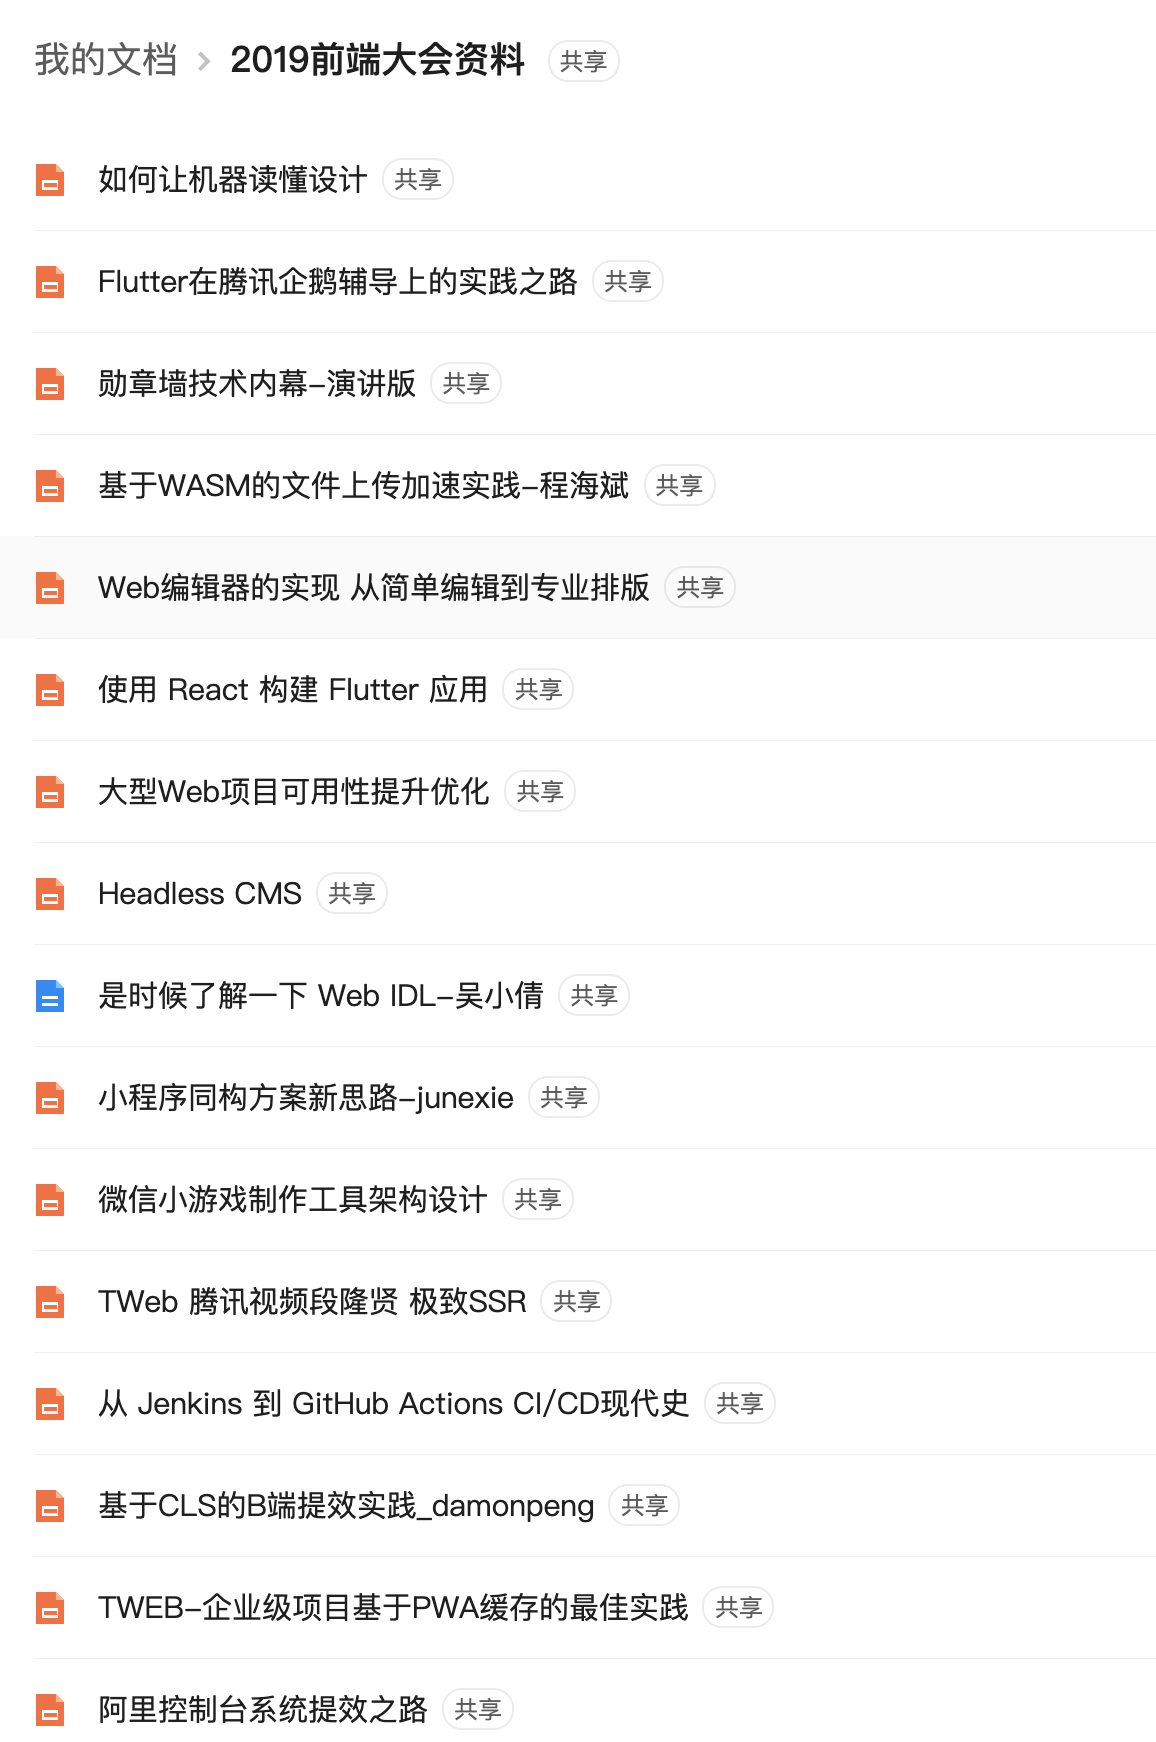 我的文档 > 2019前端大会资料 共享
如何让机器读懂设计 共享
Flutter在腾讯企鹅辅导上的实践之路 共享
勋章墙技术内幕-演讲版 共享
基于WASM的文件上传加速实践-程海斌 共享
Web编辑器的实现 从简单编辑到专业排版 共享
使用 React 构建 Flutter 应用 共享
大型Web项目可用性提升优化 共享
Headless CMS 共享
是时候了解一下 Web IDL-吴小倩 共享
小程序同构方案新思路-junexie 共享
微信小游戏制作工具架构设计 共享
TWeb 腾讯视频段隆贤 极致SSR 共享
从 Jenkins 到 GitHub Actions CI/CD现代史 共享
基于CLS的B端提效实践_damonpeng 共享
TWEB-企业级项目基于PWA缓存的最佳实践 共享
阿里控制台系统提效之路 共享